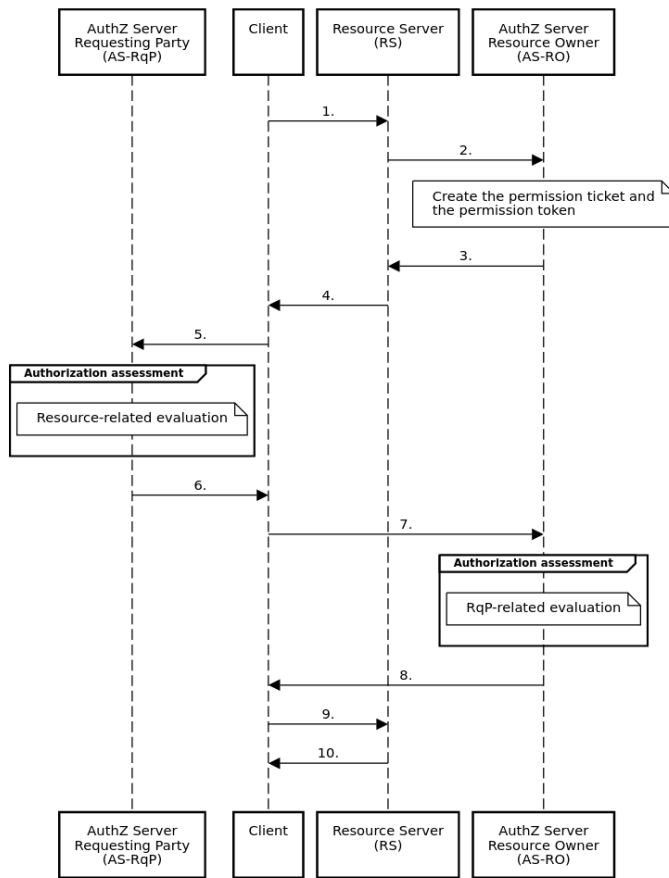 AuthZ Server
Requesting Party
(AS-RqP)
Client
Resource Server
(RS)
AuthZ Server
Resource Owner
(AS-RO)
1.
2.
Create the permission ticket and
the permission token
3.
4.
5.
Authorization assessment
Resource-related evaluation
6.
7.
Authorization assessment
RqP-related evaluation
8.
9.
10.
AuthZ Server
Requesting Party
(AS-RqP)
Client
Resource Server
(RS)
AuthZ Server
Resource Owner
(AS-RO)